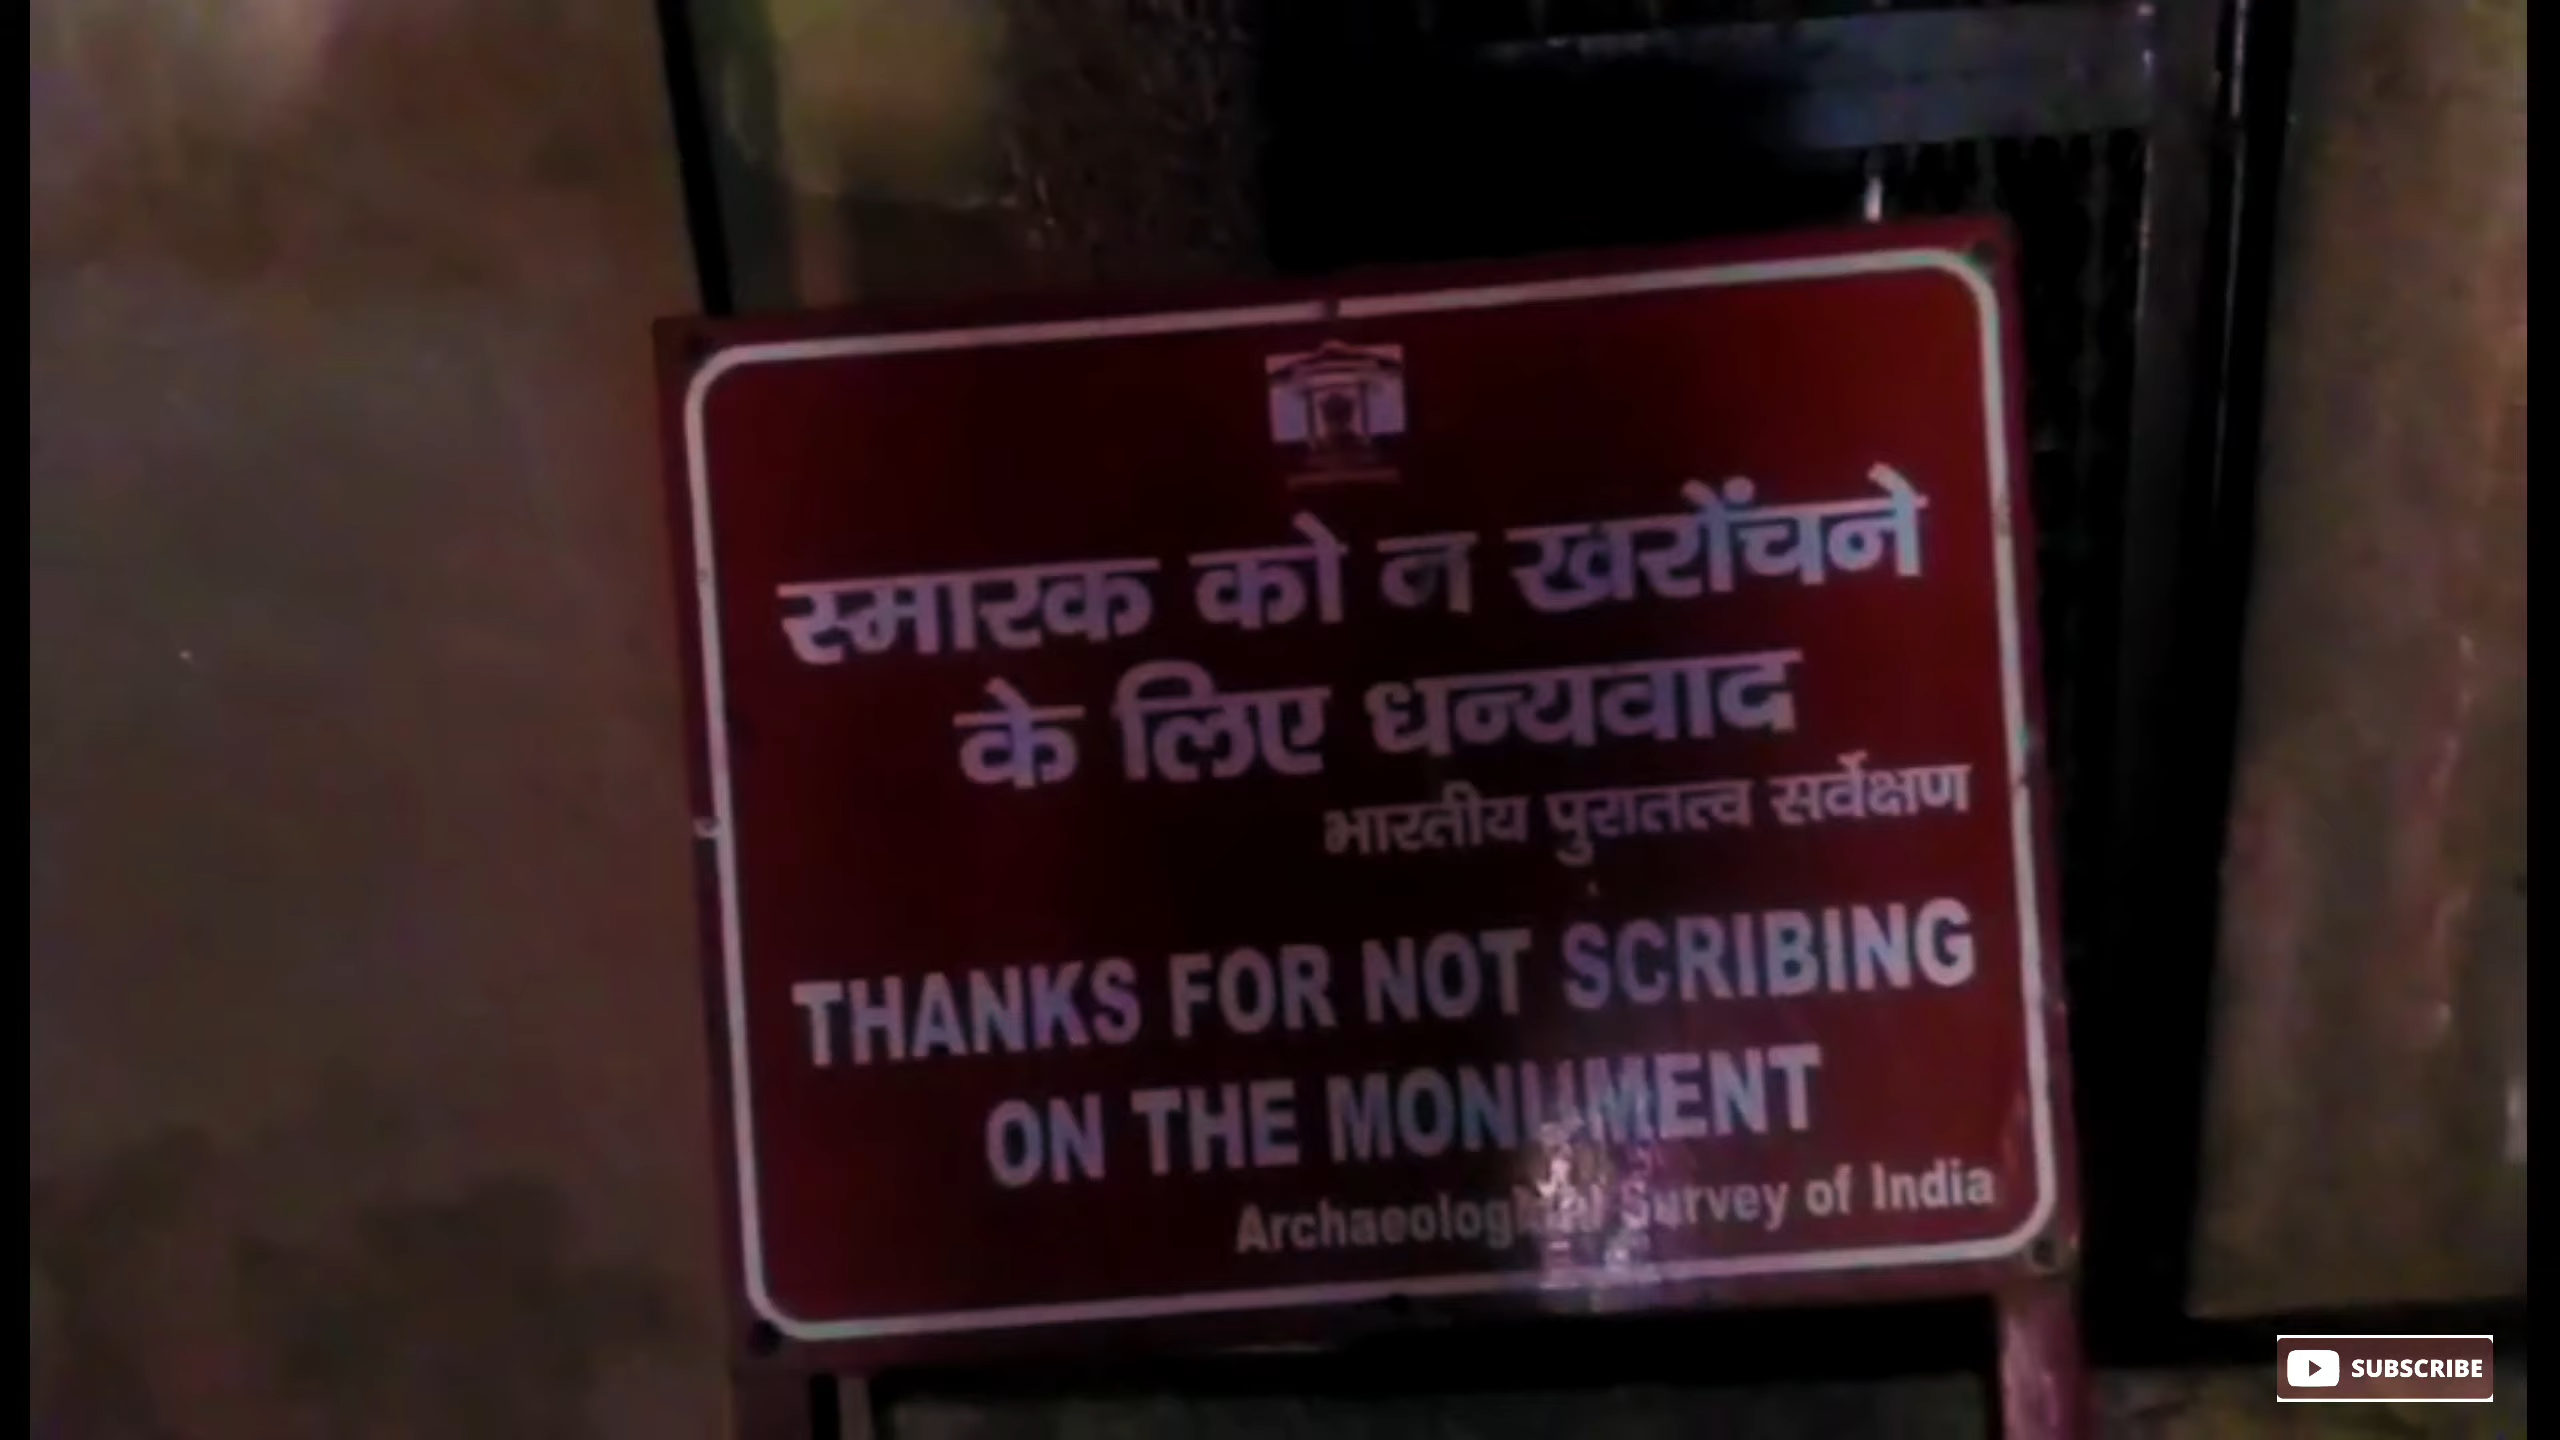 स्मारक को न खरोंचने
के लिए धन्यवाद
भारतीय पुरातत्व सर्वेक्षण
THANKS FOR NOT SCRIBING
ON THE MONUMENT
Archaeological Survey of India
SUBSCRIBE